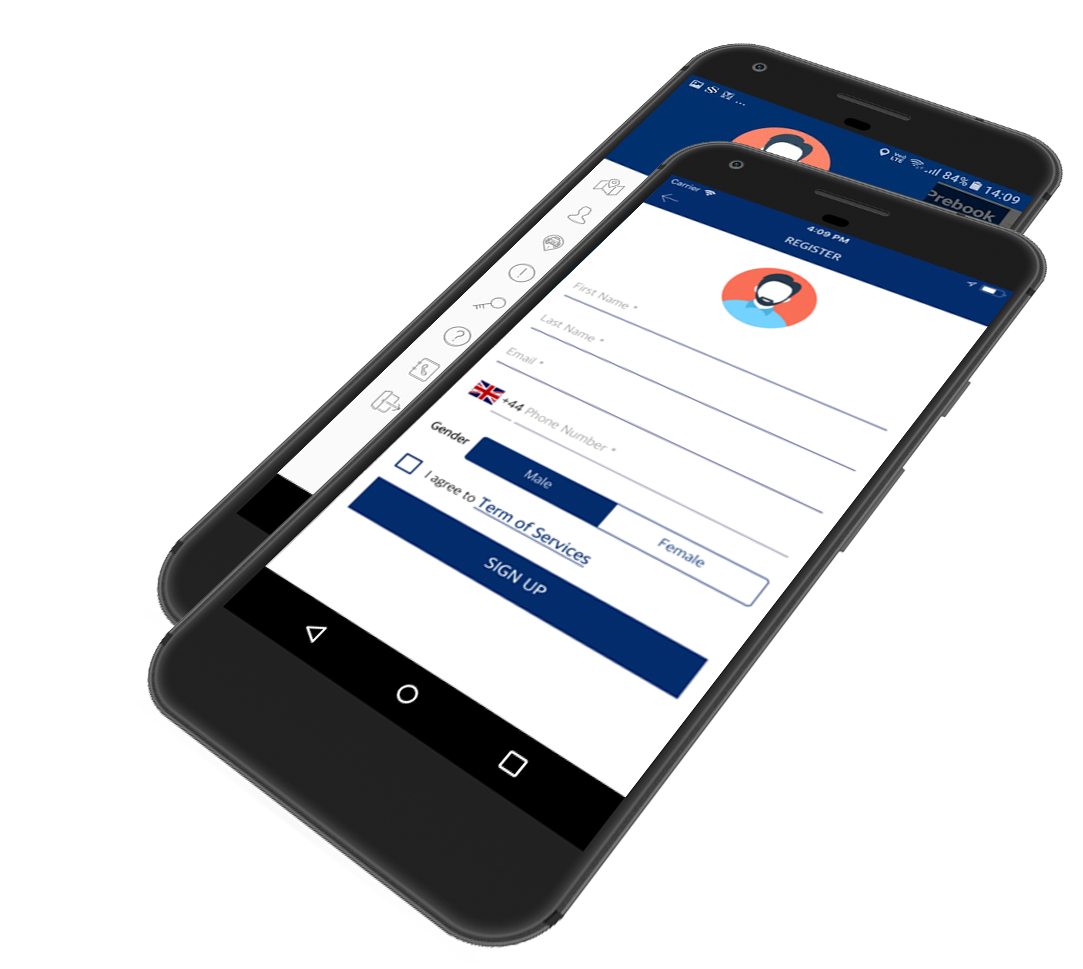 84% 14:09
Prebook
Carrier
4:09 PM
REGISTER
First Name *
Last Name *
Email *
+44 Phone Number *
Gender
Male
Female
I agree to Term of Services
SIGN UP